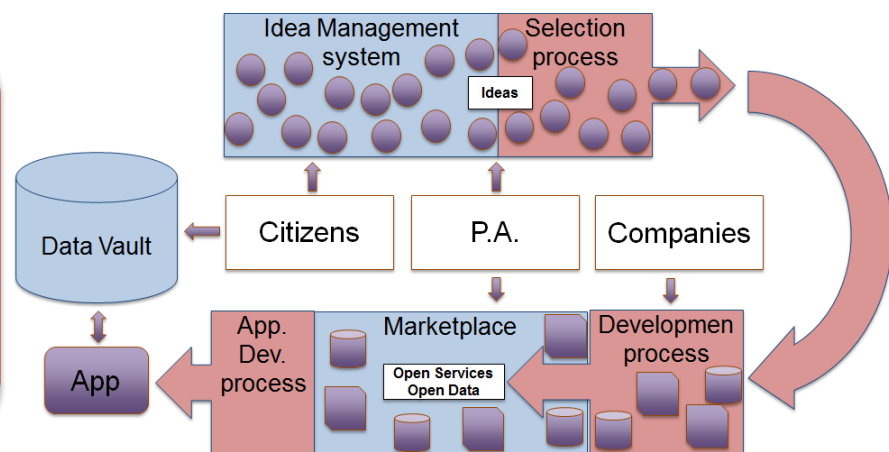 Idea Management
system
Selection
process
Ideas
Data Vault
Citizens
P.A.
Companies
App.
Dev.
process
Marketplace
Developmen
process
Open Services
Open Data
App